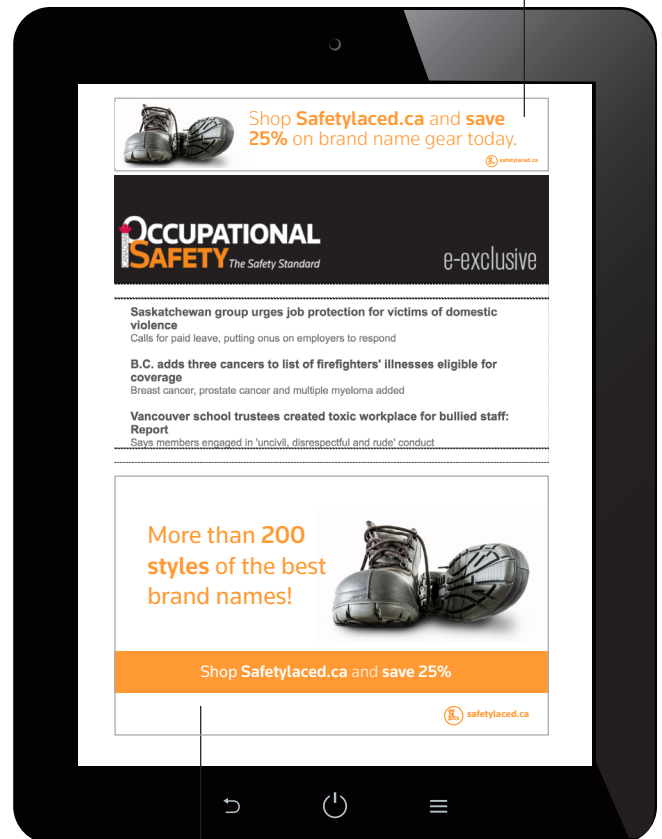 Shop Safetylaced.ca and save
25% on brand name gear today.
safetylaced.ca
CANADIAN
OCCUPATIONAL
SAFETY The Safety Standard
e-exclusive
Saskatchewan group urges job protection for victims of domestic
violence
Calls for paid leave, putting onus on employers to respond
B.C. adds three cancers to list of firefighters' illnesses eligible for
coverage
Breast cancer, prostate cancer and multiple myeloma added
Vancouver school trustees created toxic workplace for bullied staff:
Report
Says members engaged in 'uncivil, disrespectful and rude' conduct
More than 200
styles of the best
brand names!
Shop Safetylaced.ca and save 25%
safetylaced.ca